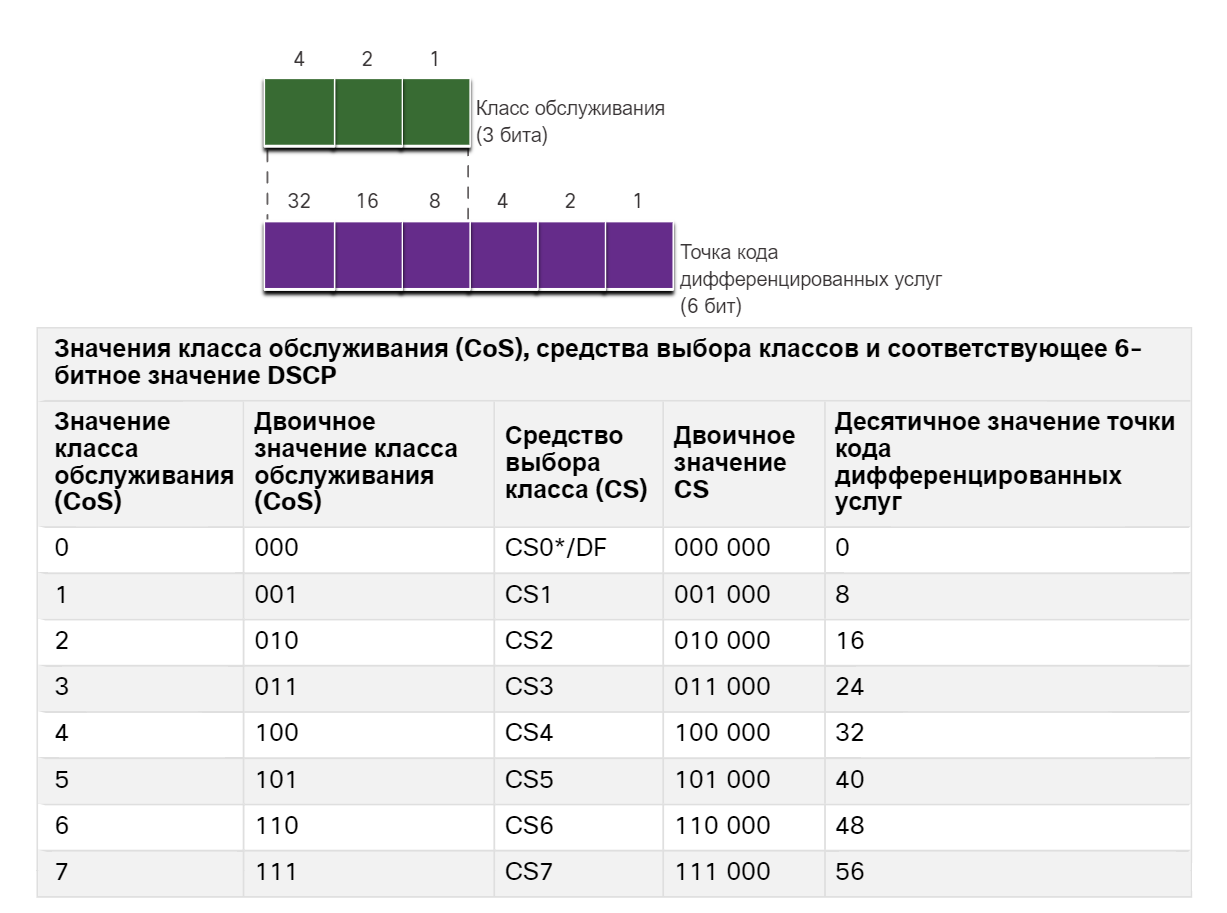 4 2 1
Класс обслуживания
(3 бита)
32 16 8 4 2 1
Точка кода
дифференцированных услуг
(6 бит)
Значения класса обслуживания (CoS), средства выбора классов и соответствующее 6-
битное значение DSCP
Значение
класса
обслуживания
(CoS)
Двоичное
значение класса
обслуживания
(CoS)
Средство
выбора
класса (CS)
Двоичное
значение
CS
Десятичное значение точки
кода
дифференцированных
услуг
0 000 CS0*/DF 000 000 0
1 001 CS1 001 000 8
2 010 CS2 010 000 16
3 011 CS3 011 000 24
4 100 CS4 100 000 32
5 101 CS5 101 000 40
6 110 CS6 110 000 48
7 111 CS7 111 000 56